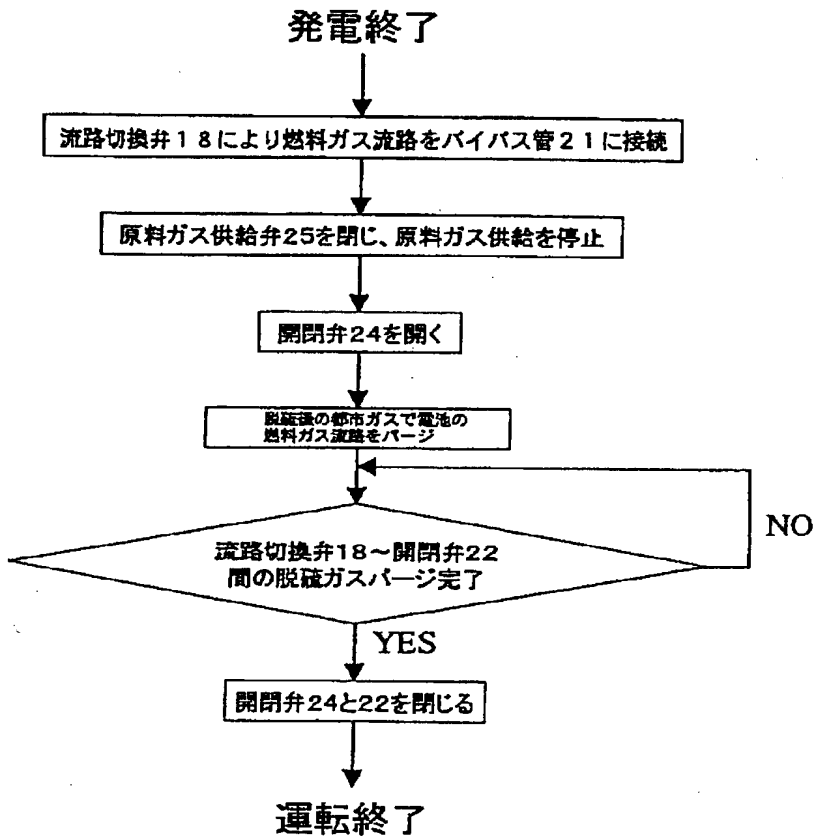 発電終了
流路切換弁18により燃料ガス流路をバイパス管21に接続
原料ガス供給弁25を閉じ、原料ガス供給を停止
開閉弁24を開く
脱硫後の都市ガスで電池の
燃料ガス流路をパージ
NO
流路切換弁18～開閉弁22
間の脱硫ガスパージ完了
YES
開閉弁24と22を閉じる
運転終了